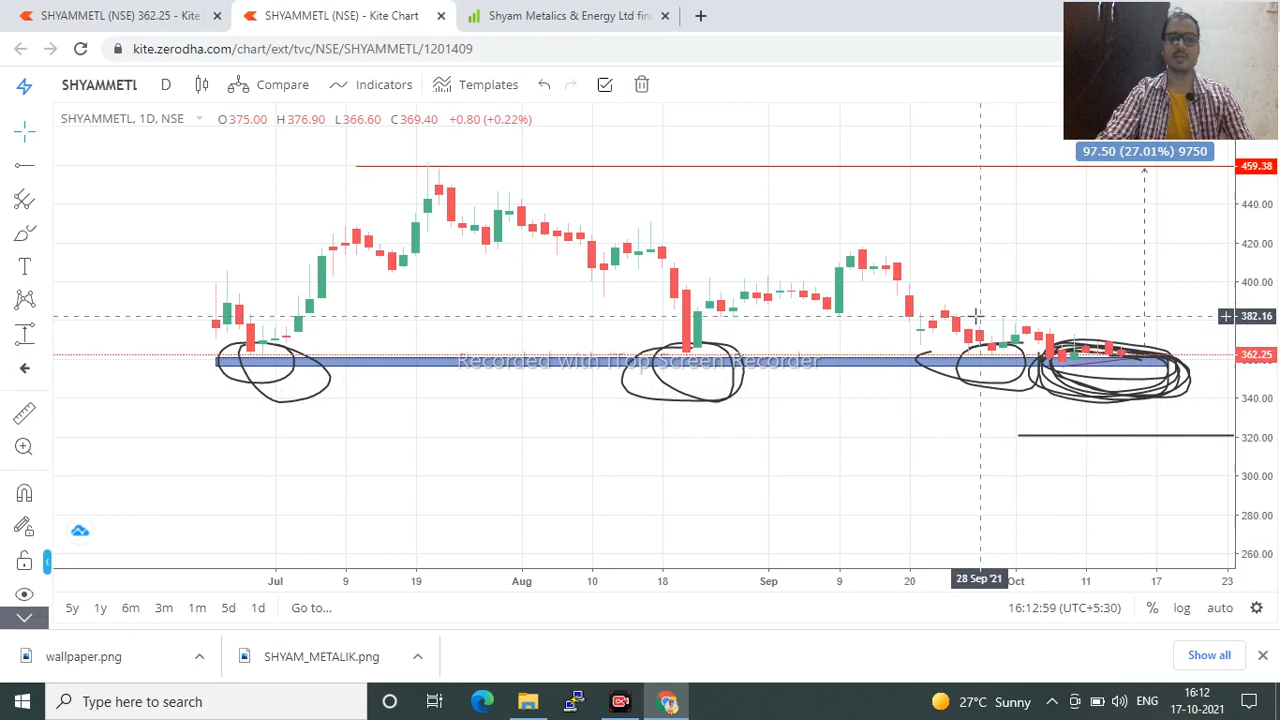 SHYAMMETL (NSE) 362.25 - Kite
SHYAMMETL (NSE) - Kite Chart
Shyam Metalics & Energy Ltd fin
kite.zerodha.com/chart/ext/tvc/NSE/SHYAMMETL/1201409
SHYAMMETL D Compare Indicators Templates
SHYAMMETL, 1D, NSE O375.00 H376.90 L366.60 C369.40 +0.80 (+0.22%)
97.50 (27.01%) 9750
459.38
440.00
420.00
400.00
382.16
362.25
Recorded with iTop Screen Recorder
340.00
320.00
300.00
280.00
260.00
Jul 9 19 Aug 10 18 Sep 9 20 28 Sep '21 Oct 11 17 23
5y 1y 6m 3m 1m 5d 1d Go to... 16:12:59 (UTC+5:30) % log auto
wallpaper.png SHYAM_METALIK.png Show all
Type here to search 27°C Sunny ENG 16:12
17-10-2021